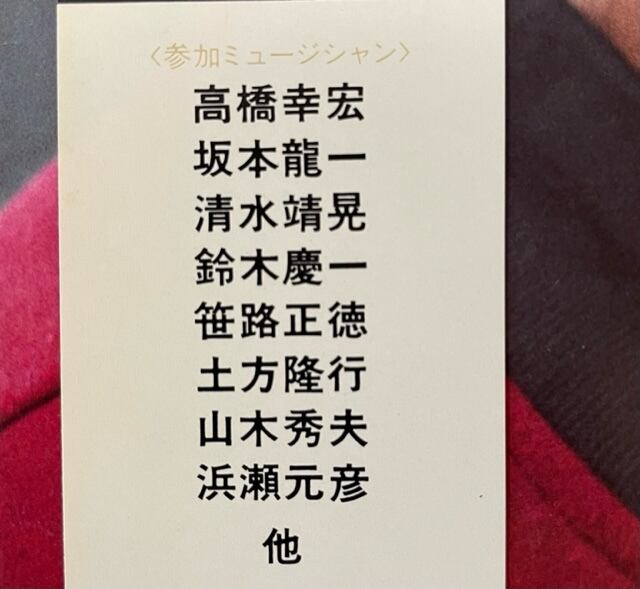 〈参加ミュージシャン〉
高橋幸宏
坂本龍一
清水靖晃
鈴木慶一
笹路正徳
土方隆行
山木秀夫
浜瀬元彦
他